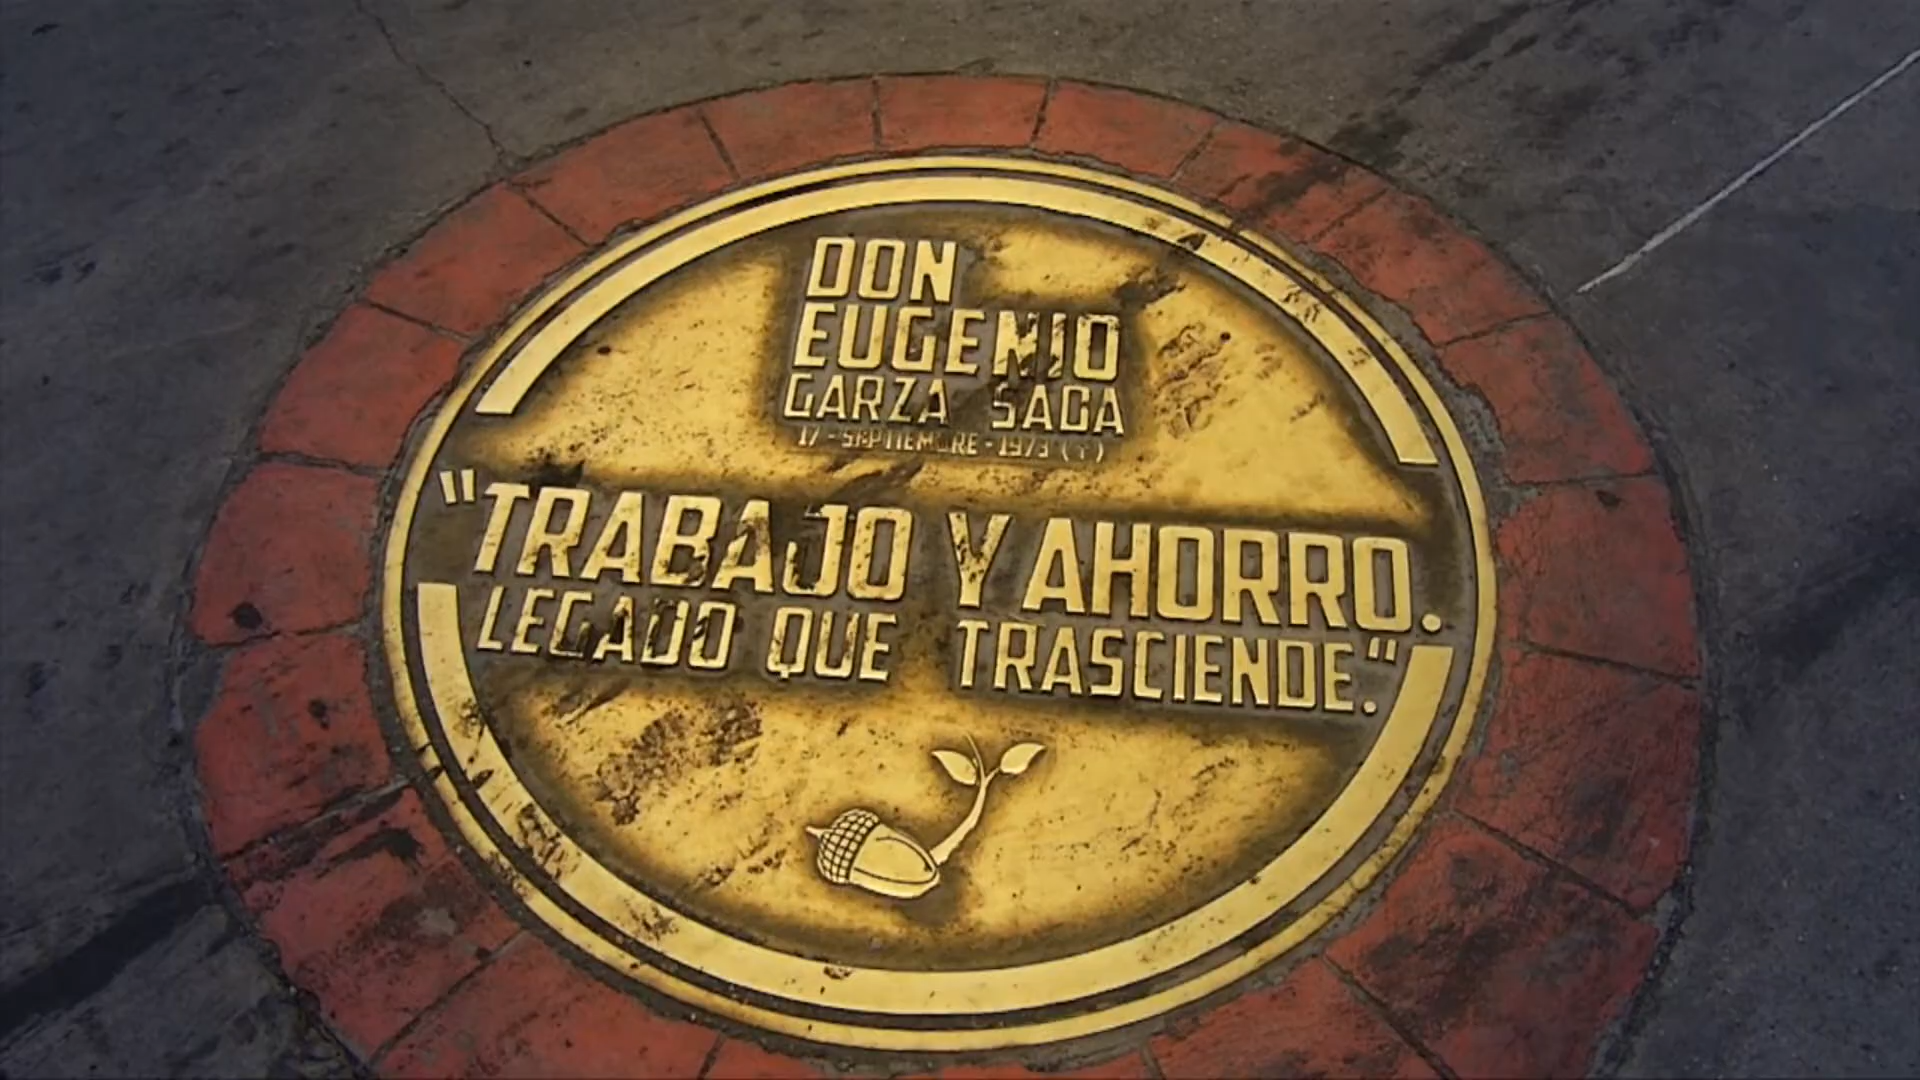 DON
EUGENIO
GARZA SADA
17 - SEPTIEMBRE - 1973 (†)
"TRABAJO Y AHORRO.
LEGADO QUE TRASCIENDE."